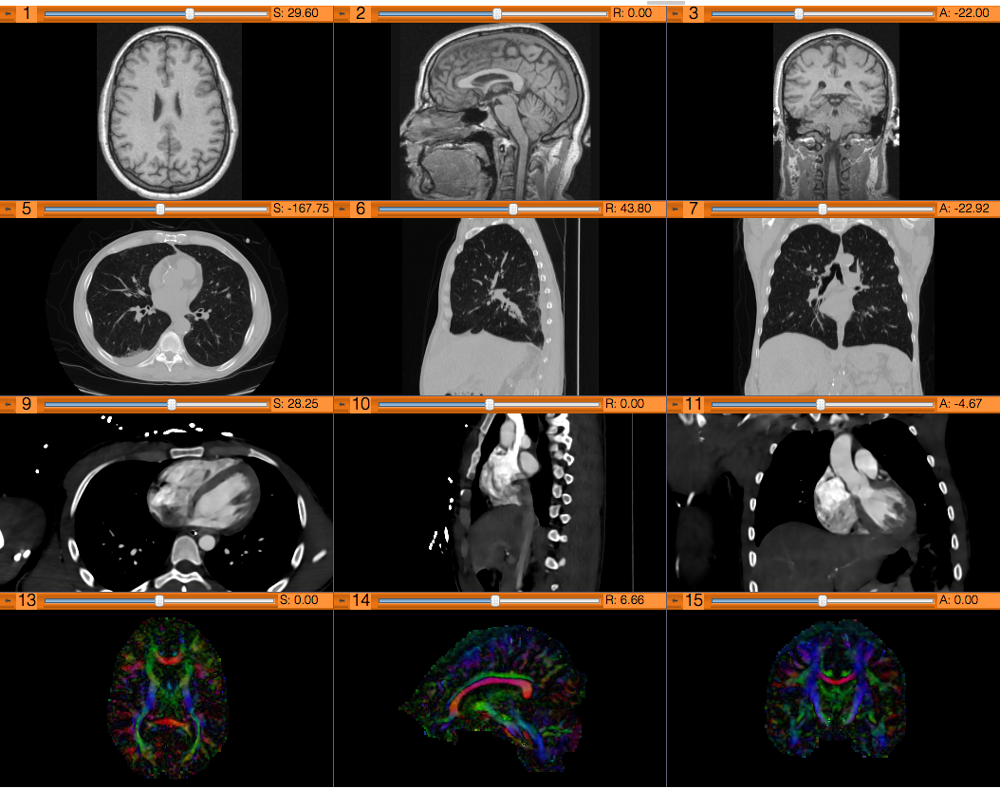 1 S: 29.60 2 R: 0.00 3 A: -22.00
5 S: -167.75 6 R: 43.80 7 A: -22.92
9 S: 28.25 10 R: 0.00 11 A: -4.67
13 S: 0.00 14 R: 6.66 15 A: 0.00